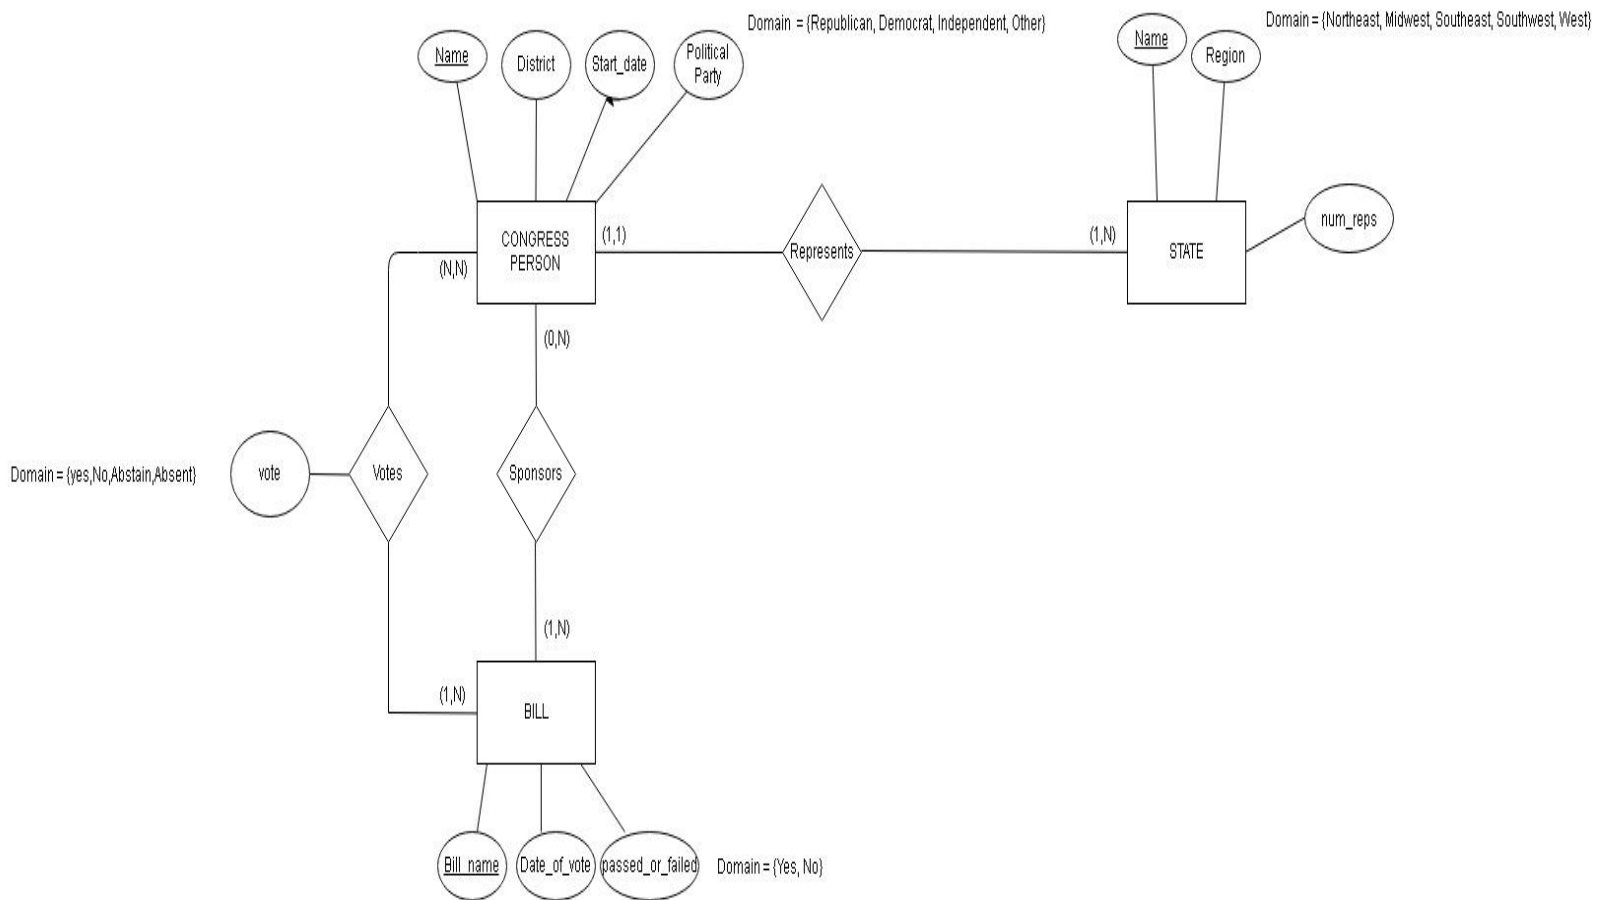 Domain = {Republican, Democrat, Independent, Other}
Domain = {Northeast, Midwest, Southeast, Southwest, West}
Name
District
Start_date
Political
Party
Name
Region
num_reps
CONGRESS
PERSON
(1,1)
Represents
(1,N)
STATE
(N,N)
(0,N)
Domain = {yes,No,Abstain,Absent}
vote
Votes
Sponsors
(1,N)
(1,N)
BILL
Bill_name
Date_of_vote
passed_or_failed
Domain = {Yes, No}